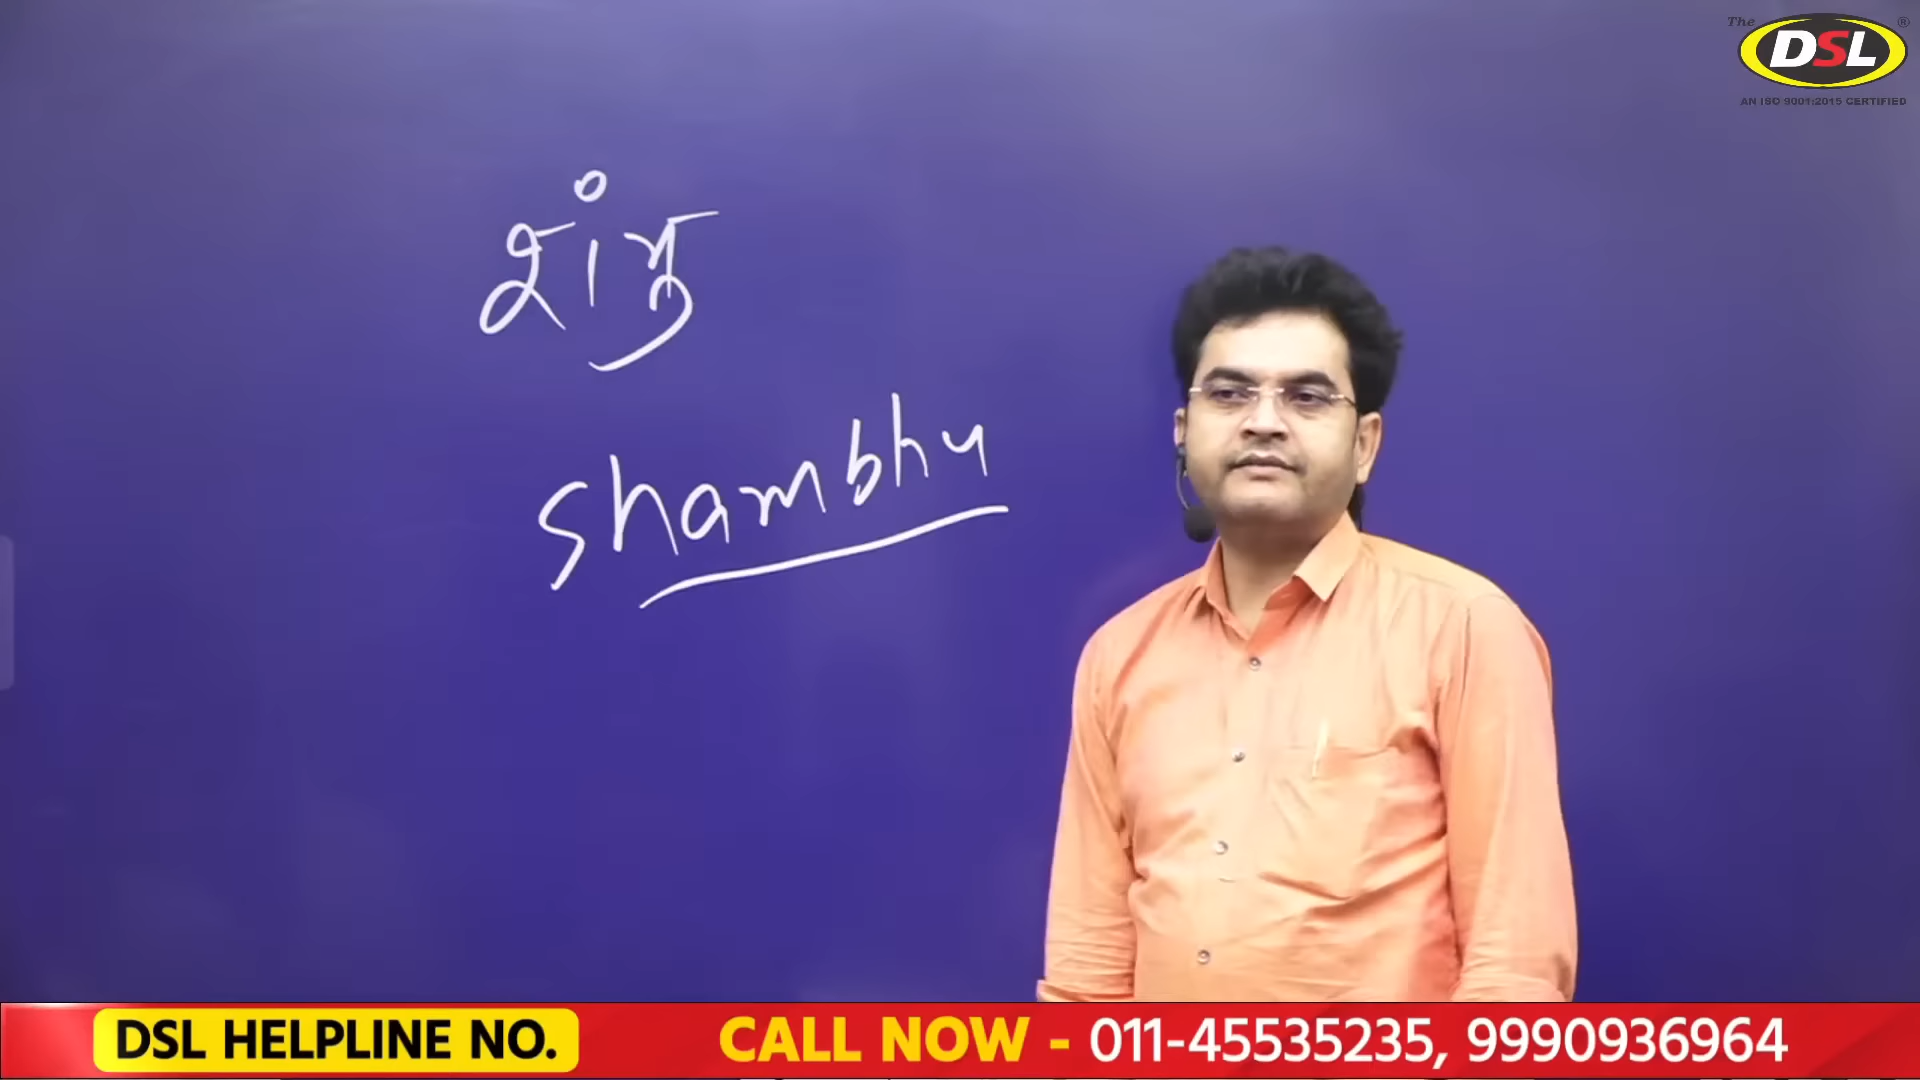 The DSL ®
AN ISO 9001:2015 CERTIFIED
शंभु
Shambhu
DSL HELPLINE NO. CALL NOW - 011-45535235, 9990936964